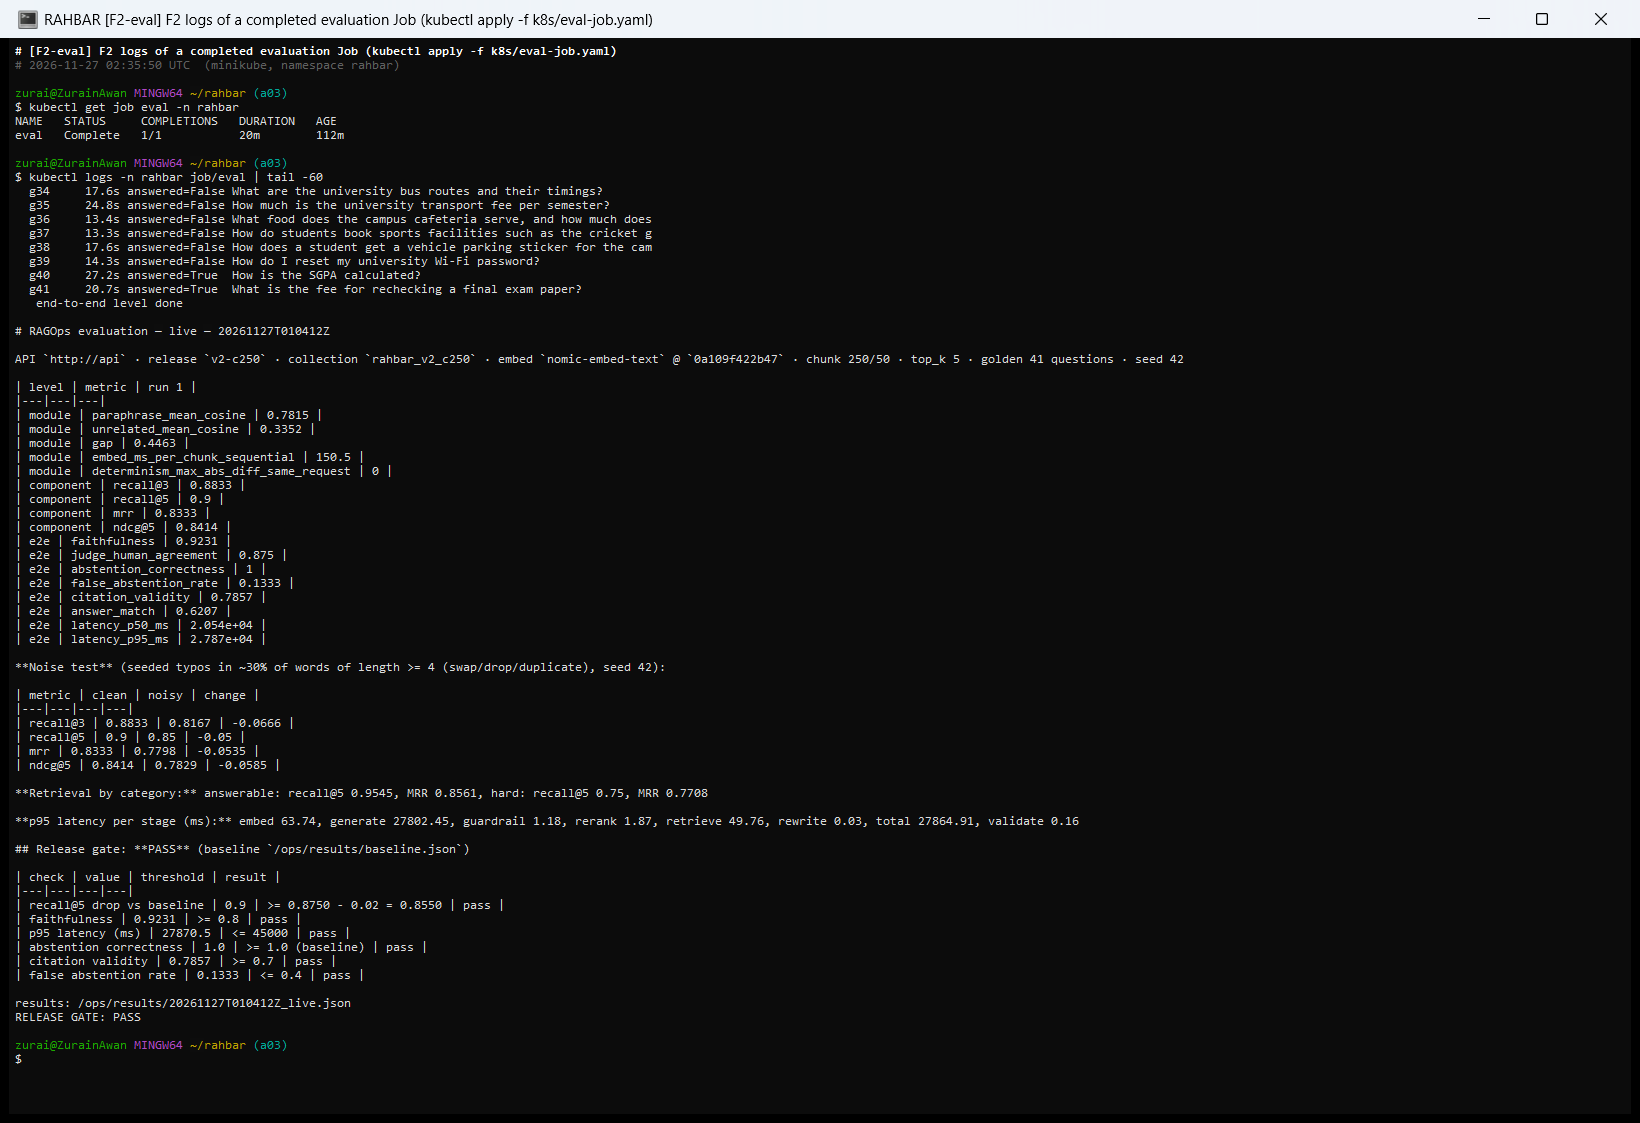 RAHBAR [F2-eval] F2 logs of a completed evaluation Job (kubectl apply -f k8s/eval-job.yaml)
# [F2-eval] F2 logs of a completed evaluation Job (kubectl apply -f k8s/eval-job.yaml)
# 2026-11-27 02:35:50 UTC  (minikube, namespace rahbar)
zurai@ZurainAwan MINGW64 ~/rahbar (a03)
$ kubectl get job eval -n rahbar
NAME   STATUS     COMPLETIONS   DURATION   AGE
eval   Complete   1/1           20m        112m
zurai@ZurainAwan MINGW64 ~/rahbar (a03)
$ kubectl logs -n rahbar job/eval | tail -60
g34     17.6s answered=False What are the university bus routes and their timings?
g35     24.8s answered=False How much is the university transport fee per semester?
g36     13.4s answered=False What food does the campus cafeteria serve, and how much does
g37     13.3s answered=False How do students book sports facilities such as the cricket g
g38     17.6s answered=False How does a student get a vehicle parking sticker for the cam
g39     14.3s answered=False How do I reset my university Wi-Fi password?
g40     27.2s answered=True  How is the SGPA calculated?
g41     20.7s answered=True  What is the fee for rechecking a final exam paper?
end-to-end level done
# RAGOps evaluation — live — 20261127T010412Z
API `http://api` · release `v2-c250` · collection `rahbar_v2_c250` · embed `nomic-embed-text` @ `0a109f422b47` · chunk 250/50 · top_k 5 · golden 41 questions · seed 42
| level | metric | run 1 |
|---|---|---|
| module | paraphrase_mean_cosine | 0.7815 |
| module | unrelated_mean_cosine | 0.3352 |
| module | gap | 0.4463 |
| module | embed_ms_per_chunk_sequential | 150.5 |
| module | determinism_max_abs_diff_same_request | 0 |
| component | recall@3 | 0.8833 |
| component | recall@5 | 0.9 |
| component | mrr | 0.8333 |
| component | ndcg@5 | 0.8414 |
| e2e | faithfulness | 0.9231 |
| e2e | judge_human_agreement | 0.875 |
| e2e | abstention_correctness | 1 |
| e2e | false_abstention_rate | 0.1333 |
| e2e | citation_validity | 0.7857 |
| e2e | answer_match | 0.6207 |
| e2e | latency_p50_ms | 2.054e+04 |
| e2e | latency_p95_ms | 2.787e+04 |
**Noise test** (seeded typos in ~30% of words of length >= 4 (swap/drop/duplicate), seed 42):
| metric | clean | noisy | change |
|---|---|---|---|
| recall@3 | 0.8833 | 0.8167 | -0.0666 |
| recall@5 | 0.9 | 0.85 | -0.05 |
| mrr | 0.8333 | 0.7798 | -0.0535 |
| ndcg@5 | 0.8414 | 0.7829 | -0.0585 |
**Retrieval by category:** answerable: recall@5 0.9545, MRR 0.8561, hard: recall@5 0.75, MRR 0.7708
**p95 latency per stage (ms):** embed 63.74, generate 27802.45, guardrail 1.18, rerank 1.87, retrieve 49.76, rewrite 0.03, total 27864.91, validate 0.16
## Release gate: **PASS** (baseline `/ops/results/baseline.json`)
| check | value | threshold | result |
|---|---|---|---|
| recall@5 drop vs baseline | 0.9 | >= 0.8750 - 0.02 = 0.8550 | pass |
| faithfulness | 0.9231 | >= 0.8 | pass |
| p95 latency (ms) | 27870.5 | <= 45000 | pass |
| abstention correctness | 1.0 | >= 1.0 (baseline) | pass |
| citation validity | 0.7857 | >= 0.7 | pass |
| false abstention rate | 0.1333 | <= 0.4 | pass |
results: /ops/results/20261127T010412Z_live.json
RELEASE GATE: PASS
zurai@ZurainAwan MINGW64 ~/rahbar (a03)
$